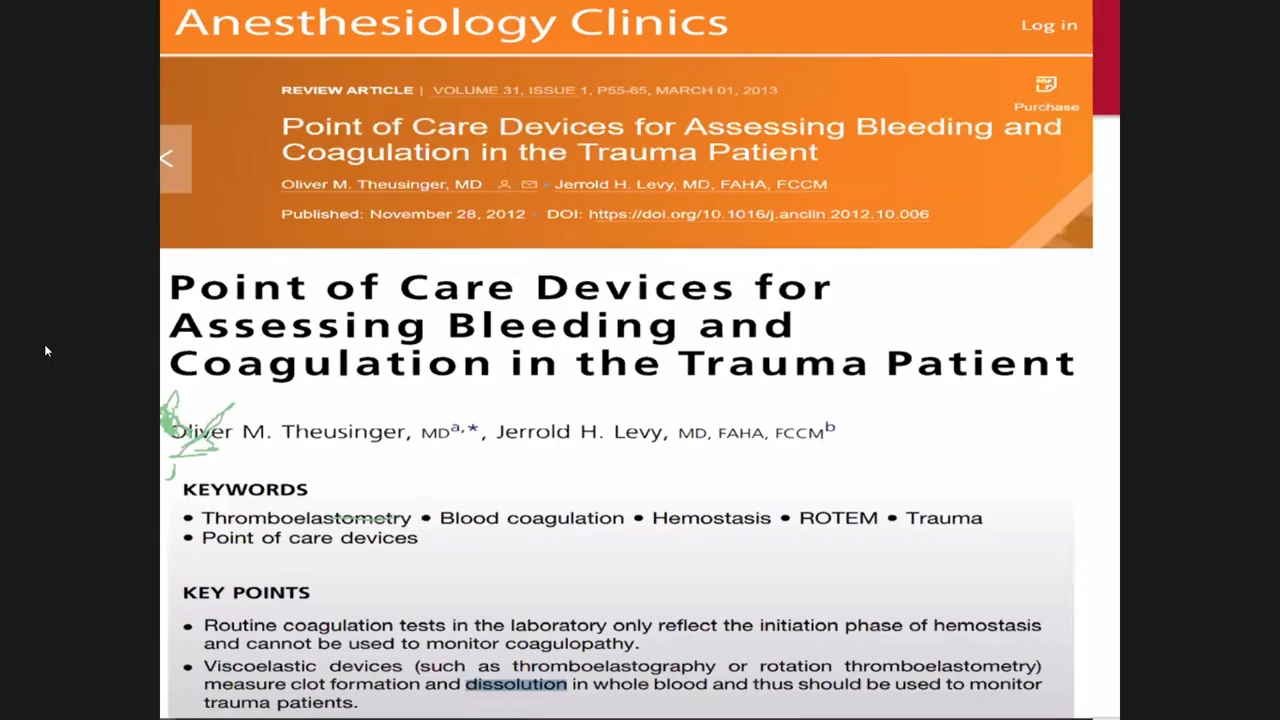 Anesthesiology Clinics
Log in
REVIEW ARTICLE | VOLUME 31, ISSUE 1, P55-65, MARCH 01, 2013
Purchase
Point of Care Devices for Assessing Bleeding and
Coagulation in the Trauma Patient
Oliver M. Theusinger, MD • Jerrold H. Levy, MD, FAHA, FCCM
Published: November 28, 2012 • DOI: https://doi.org/10.1016/j.anclin.2012.10.006
Point of Care Devices for
Assessing Bleeding and
Coagulation in the Trauma Patient
Oliver M. Theusinger, MDa,*, Jerrold H. Levy, MD, FAHA, FCCMb
KEYWORDS
• Thromboelastometry • Blood coagulation • Hemostasis • ROTEM • Trauma
• Point of care devices
KEY POINTS
• Routine coagulation tests in the laboratory only reflect the initiation phase of hemostasis
and cannot be used to monitor coagulopathy.
• Viscoelastic devices (such as thromboelastography or rotation thromboelastometry)
measure clot formation and dissolution in whole blood and thus should be used to monitor
trauma patients.